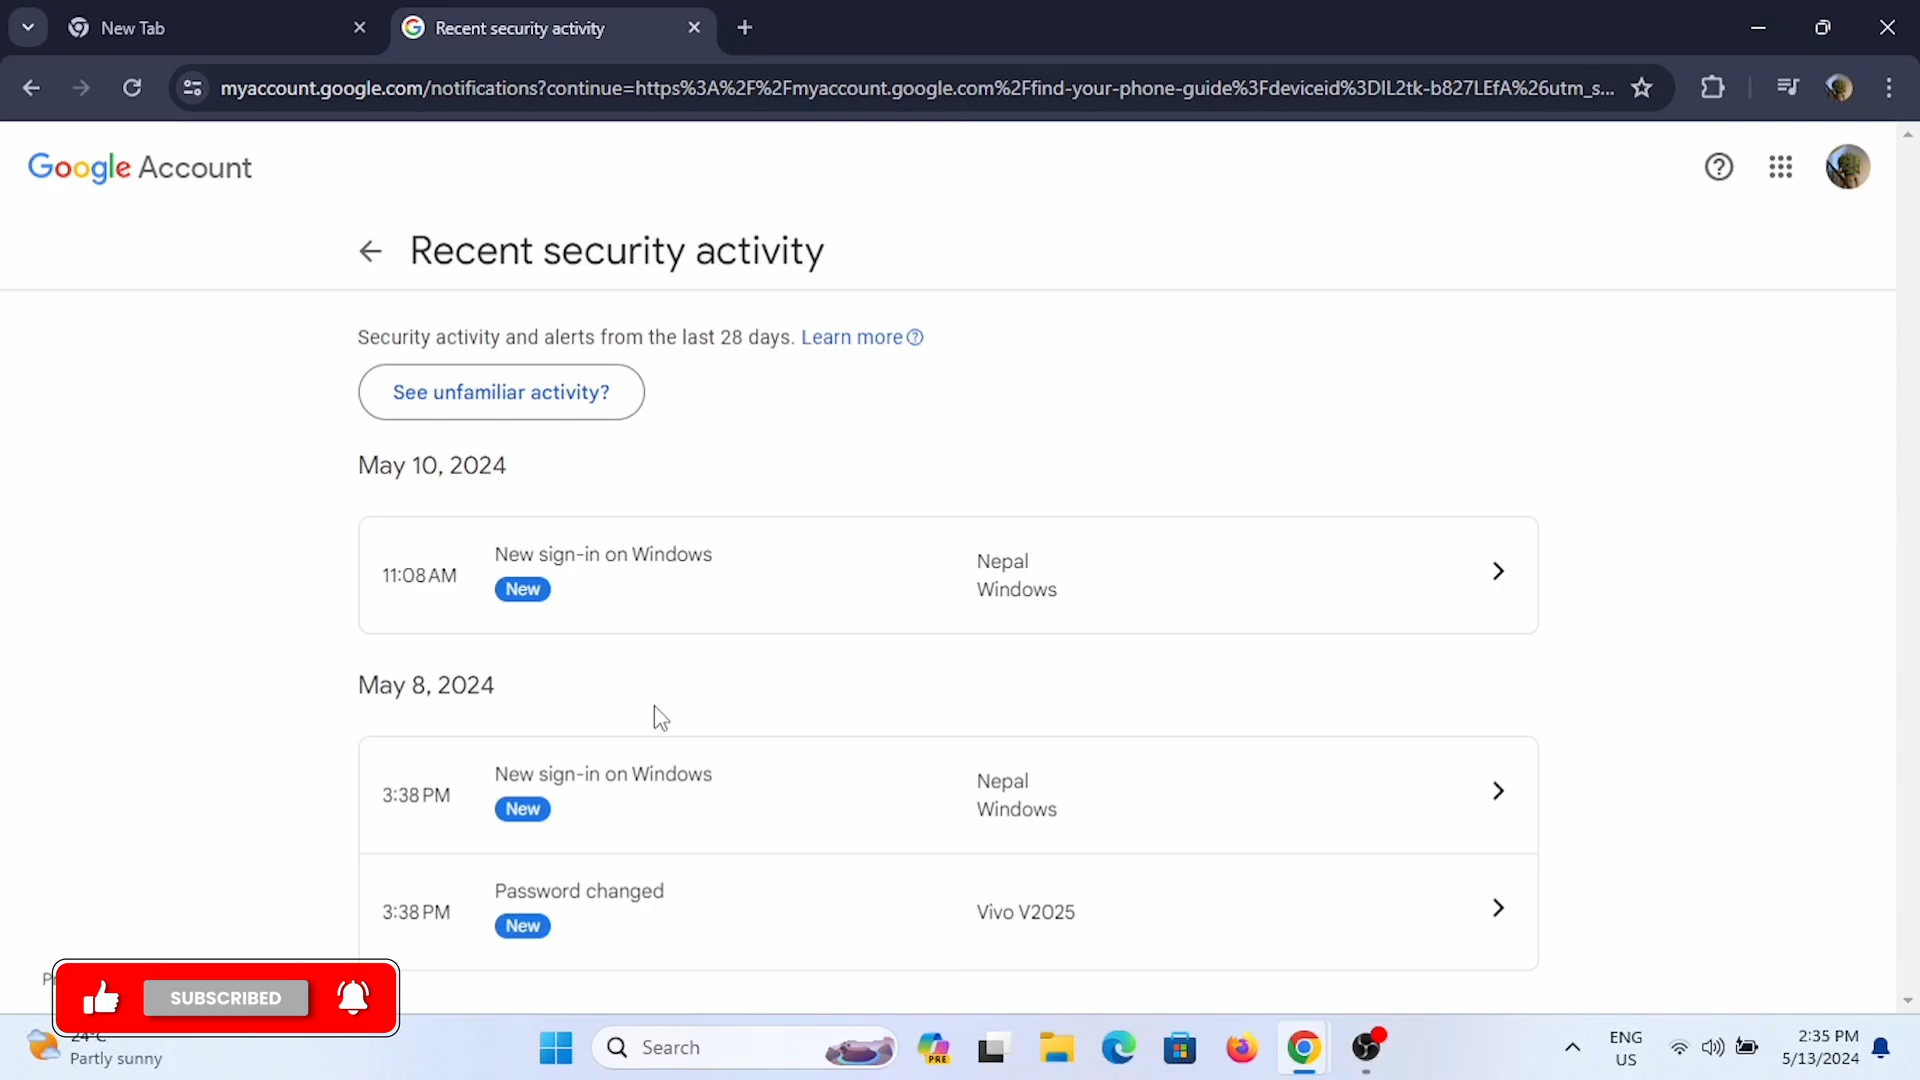 New Tab
Recent security activity
myaccount.google.com/notifications?continue=https%3A%2F%2Fmyaccount.google.com%2Ffind-your-phone-guide%3Fdeviceid%3DIL2tk-b827LEfA%26utm_s...
Google Account
Recent security activity
Security activity and alerts from the last 28 days. Learn more
See unfamiliar activity?
May 10, 2024
11:08 AM
New sign-in on Windows
New
Nepal
Windows
May 8, 2024
3:38 PM
New sign-in on Windows
New
Nepal
Windows
3:38 PM
Password changed
New
Vivo V2025
SUBSCRIBED
24°C
Partly sunny
Search
PRE
ENG
US
2:35 PM
5/13/2024